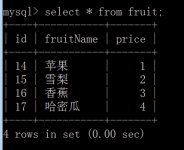 mysql> select * from fruit;
+----+-----------+-------+
| id | fruitName | price |
+----+-----------+-------+
| 14 | 苹果 | 1 |
| 15 | 雪梨 | 2 |
| 16 | 香蕉 | 3 |
| 17 | 哈密瓜 | 4 |
+----+-----------+-------+
4 rows in set (0.00 sec)